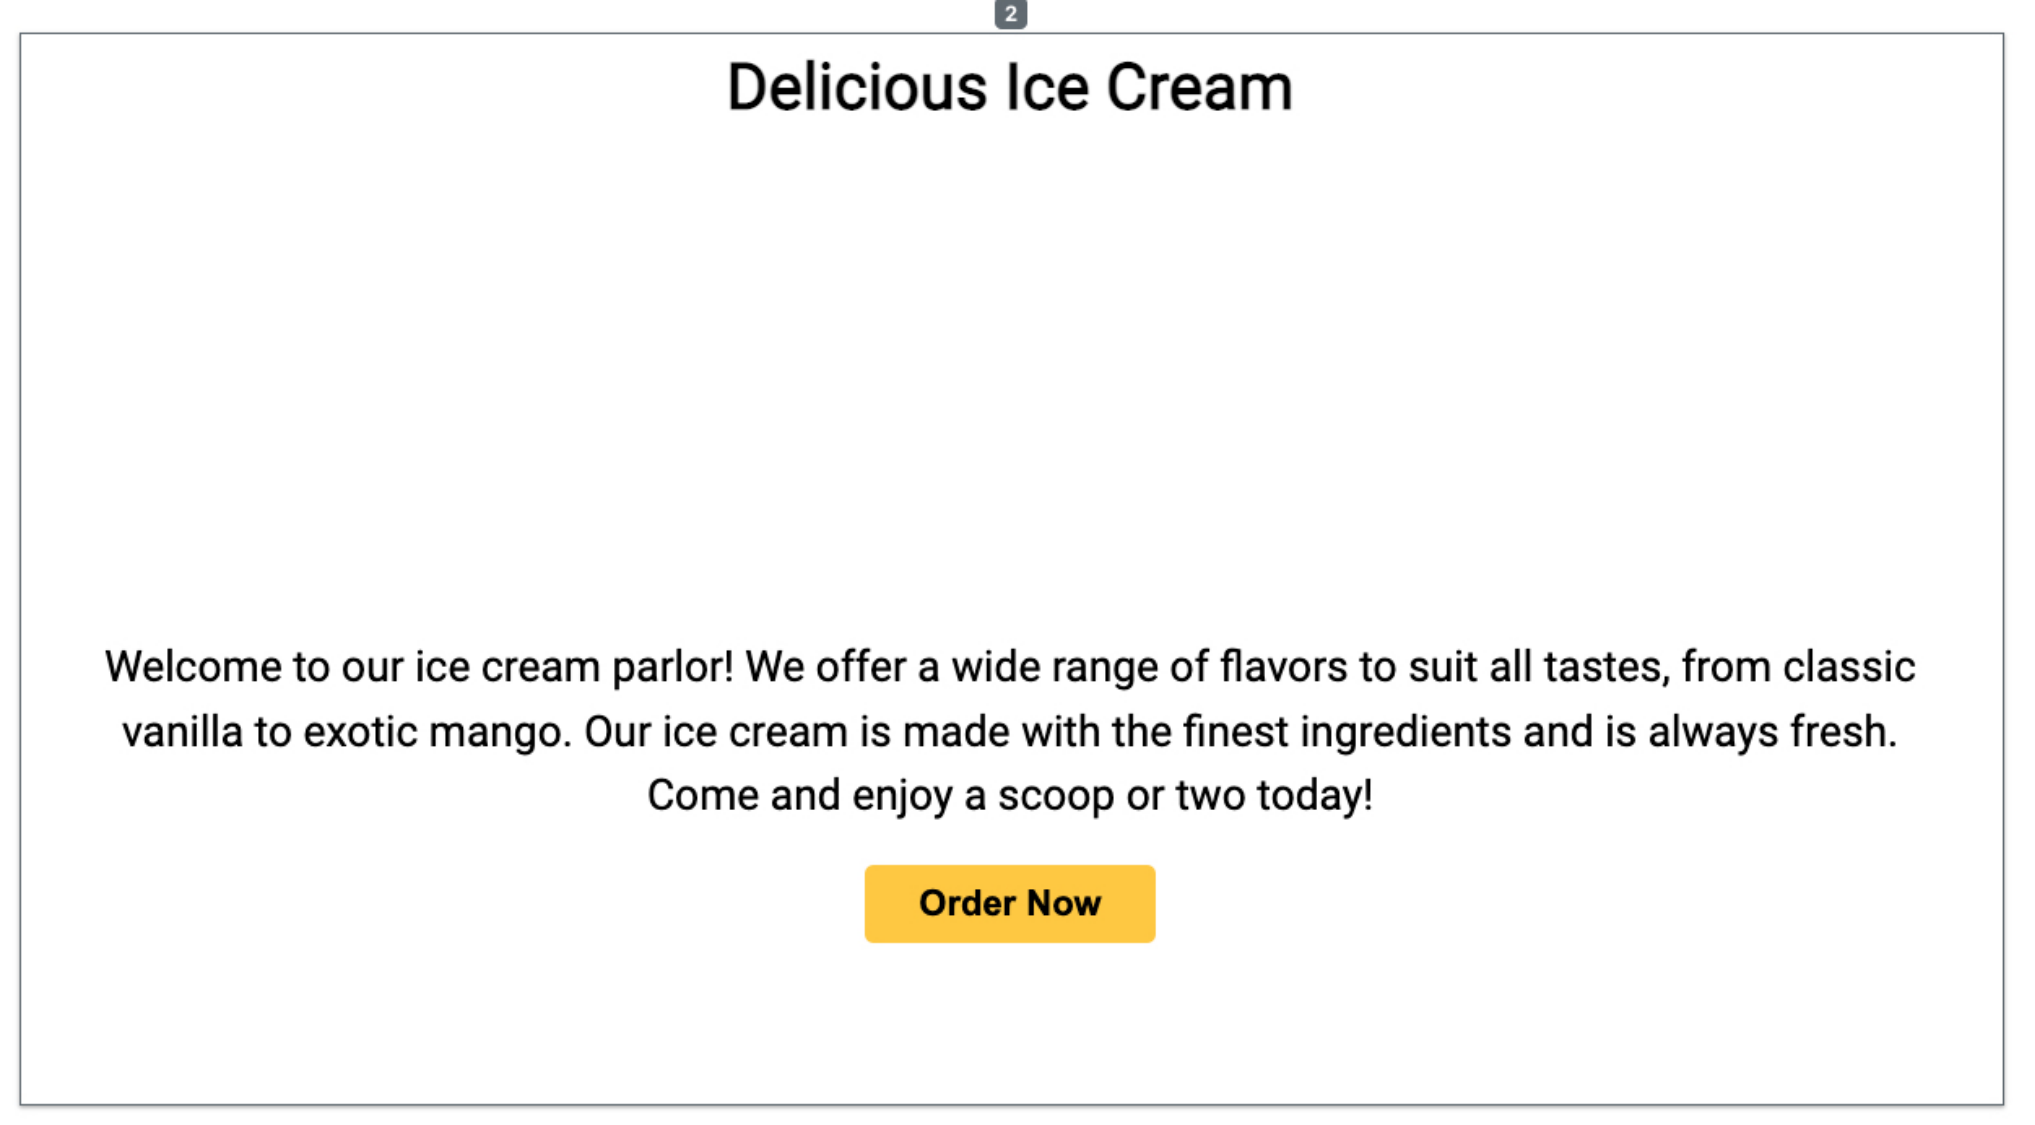 2
Delicious Ice Cream
Welcome to our ice cream parlor! We offer a wide range of flavors to suit all tastes, from classic
vanilla to exotic mango. Our ice cream is made with the finest ingredients and is always fresh.
Come and enjoy a scoop or two today!
Order Now